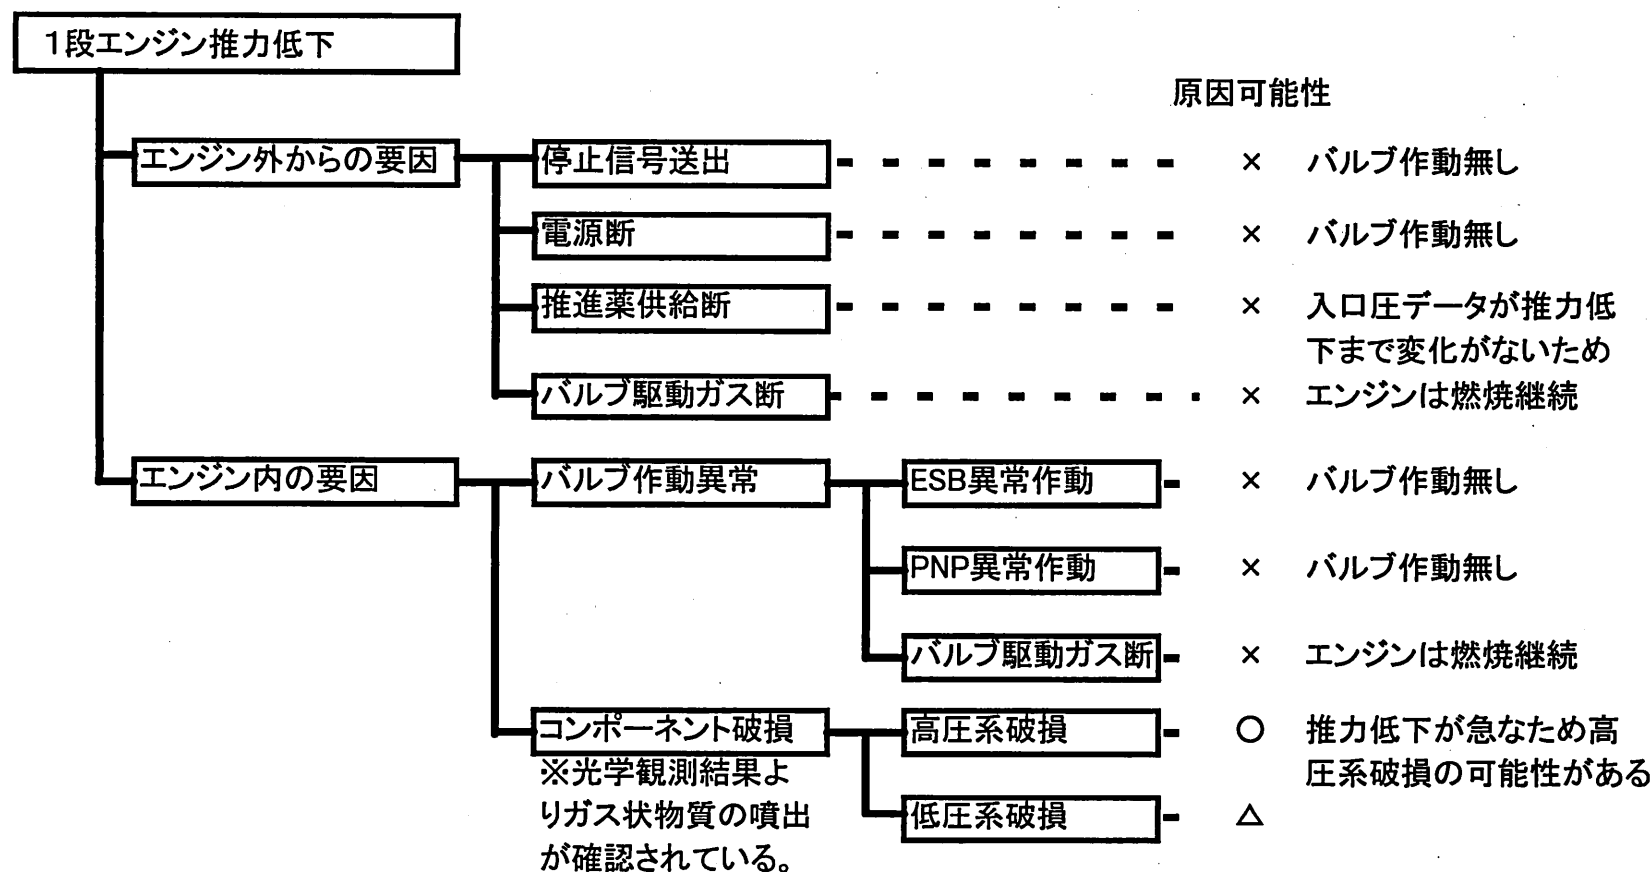 1段エンジン推力低下
原因可能性
エンジン外からの要因
停止信号送出
× バルブ作動無し
電源断
× バルブ作動無し
推進薬供給断
× 入口圧データが推力低
下まで変化がないため
バルブ駆動ガス断
× エンジンは燃焼継続
エンジン内の要因
バルブ作動異常
ESB異常作動
× バルブ作動無し
PNP異常作動
× バルブ作動無し
バルブ駆動ガス断
× エンジンは燃焼継続
コンポーネント破損
※光学観測結果よ
りガス状物質の噴出
が確認されている。
高圧系破損
○ 推力低下が急なため高
圧系破損の可能性がある
低圧系破損
△